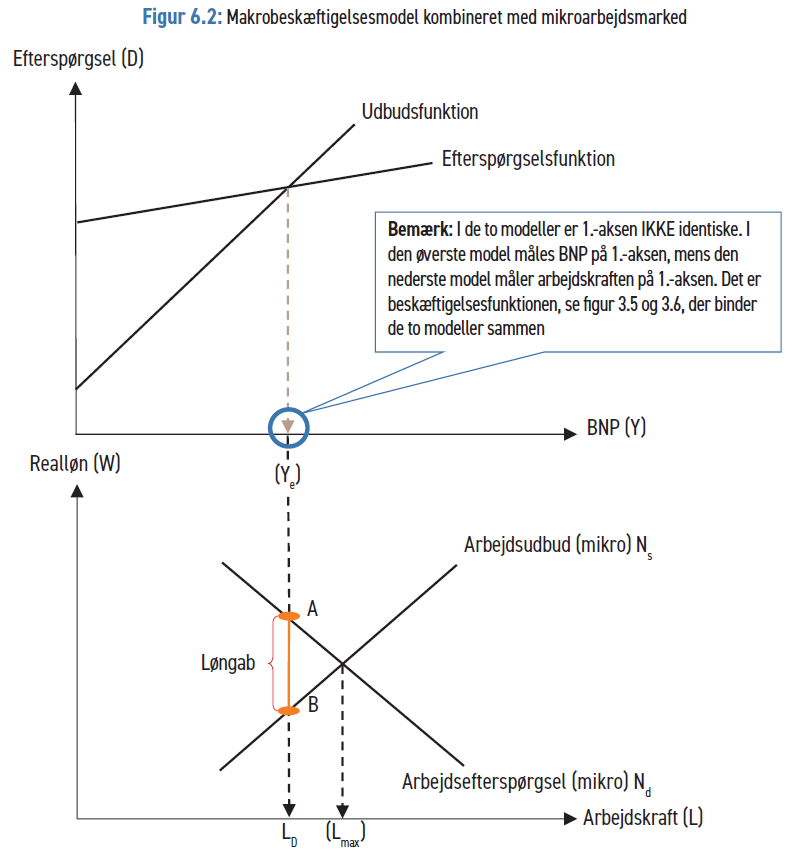 Figur 6.2: Makrobeskæftigelsesmodel kombineret med mikroarbejdsmarked
Efterspørgsel (D)
Udbudsfunktion
Efterspørgselsfunktion
Bemærk: I de to modeller er 1.-aksen IKKE identiske. I
den øverste model måles BNP på 1.-aksen, mens den
nederste model måler arbejdskraften på 1.-aksen. Det er
beskæftigelsesfunktionen, se figur 3.5 og 3.6, der binder
de to modeller sammen
BNP (Y)
Realløn (W)
(Ye)
Arbejdsudbud (mikro) Ns
A
Løngab
B
Arbejdsefterspørgsel (mikro) Nd
Arbejdskraft (L)
LD
(Lmax)